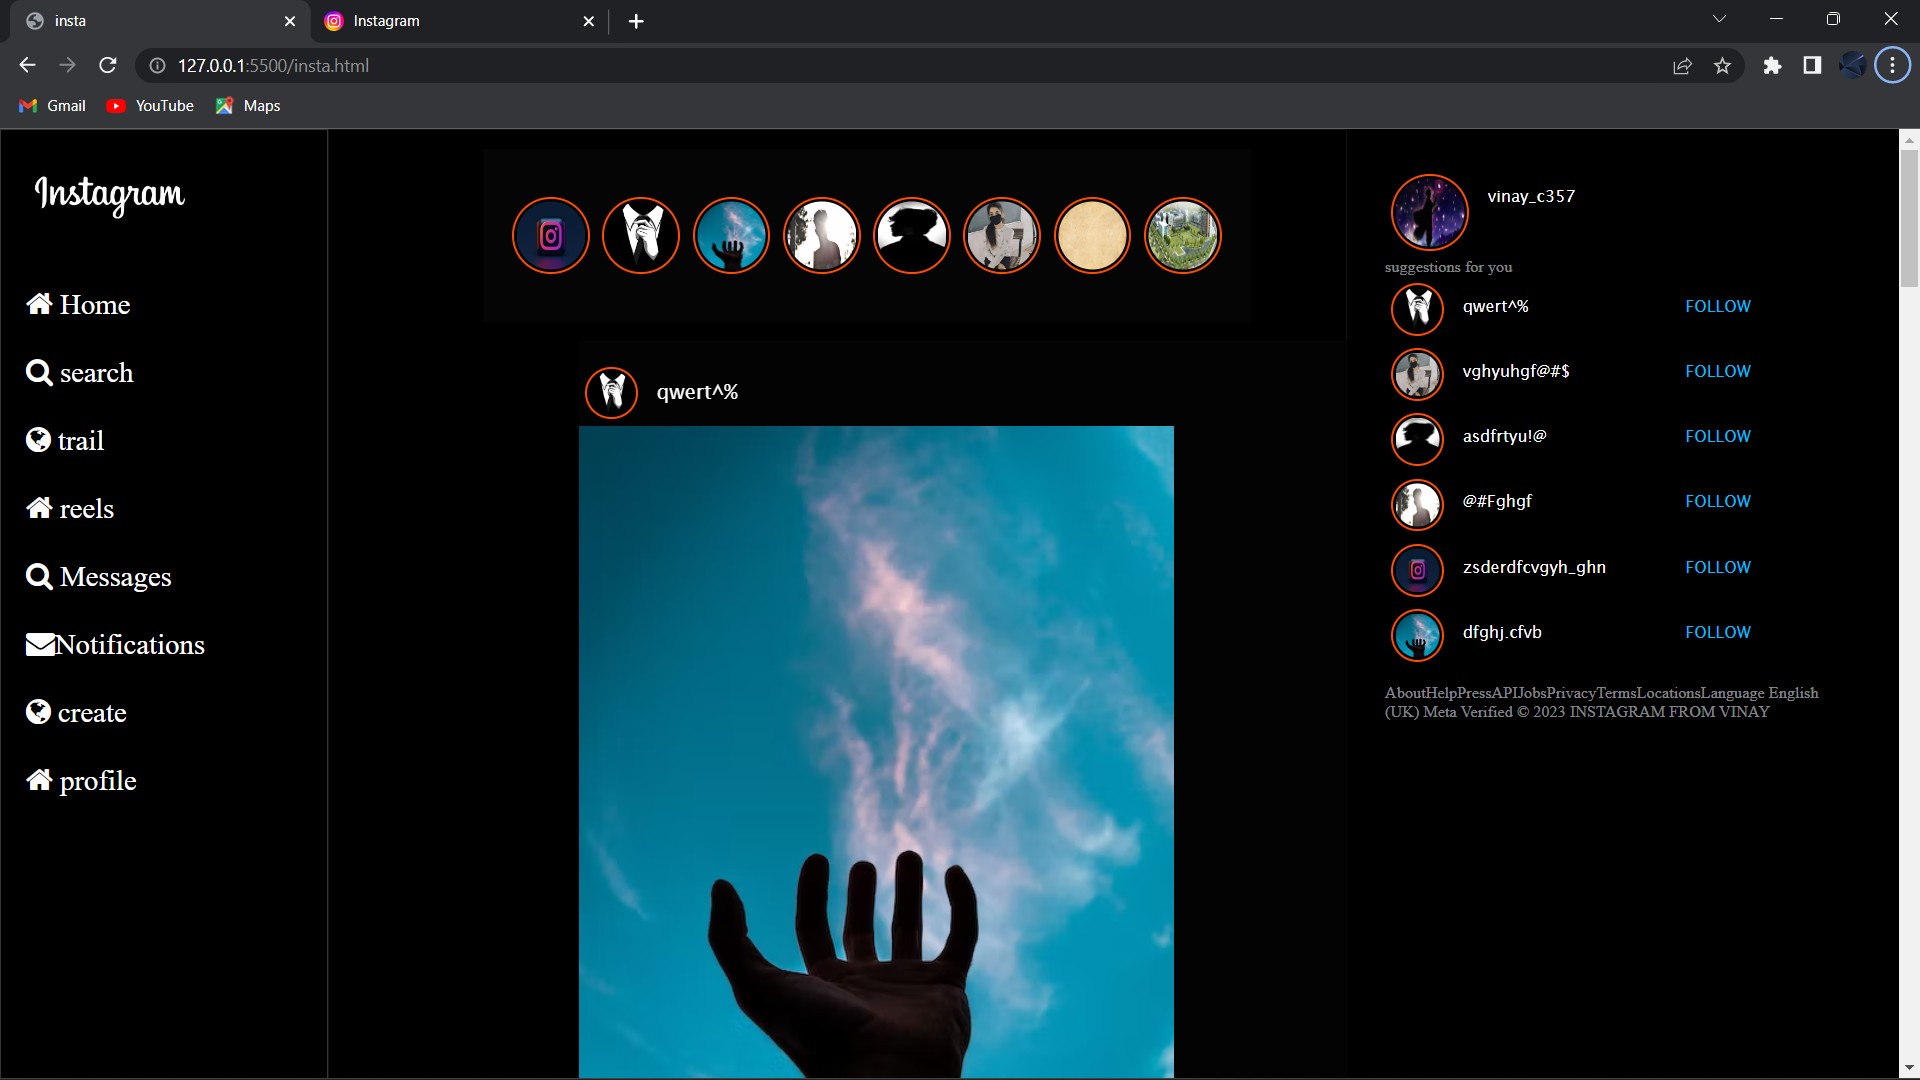 insta
Instagram
127.0.0.1:5500/insta.html
Gmail
YouTube
Maps
Instagram
Home
search
trail
reels
Messages
Notifications
create
profile
qwert^%
vinay_c357
suggestions for you
qwert^% FOLLOW
vghyuhgf@#$ FOLLOW
asdfrtyu!@ FOLLOW
@#Fghgf FOLLOW
zsderdfcvgyh_ghn FOLLOW
dfghj.cfvb FOLLOW
AboutHelpPressAPIJobsPrivacyTermsLocationsLanguage English
(UK) Meta Verified © 2023 INSTAGRAM FROM VINAY